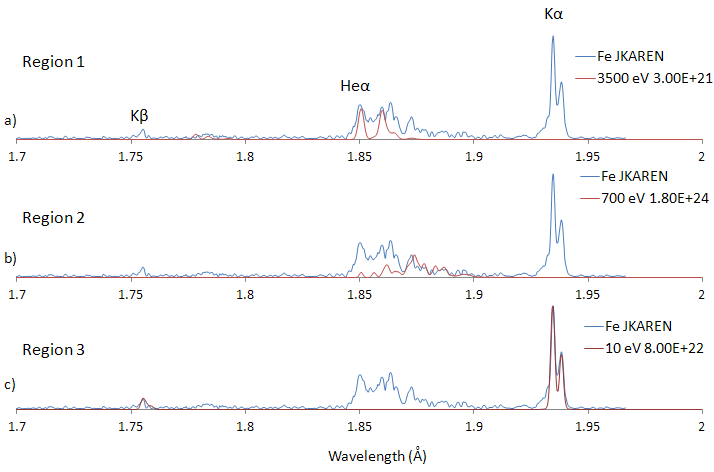 Kα
Region 1
Fe JKAREN
3500 eV 3.00E+21
Heα
Kβ
a)
1.7 1.75 1.8 1.85 1.9 1.95 2
Region 2
Fe JKAREN
700 eV 1.80E+24
b)
1.7 1.75 1.8 1.85 1.9 1.95 2
Region 3
Fe JKAREN
10 eV 8.00E+22
c)
1.7 1.75 1.8 1.85 1.9 1.95 2
Wavelength (Å)